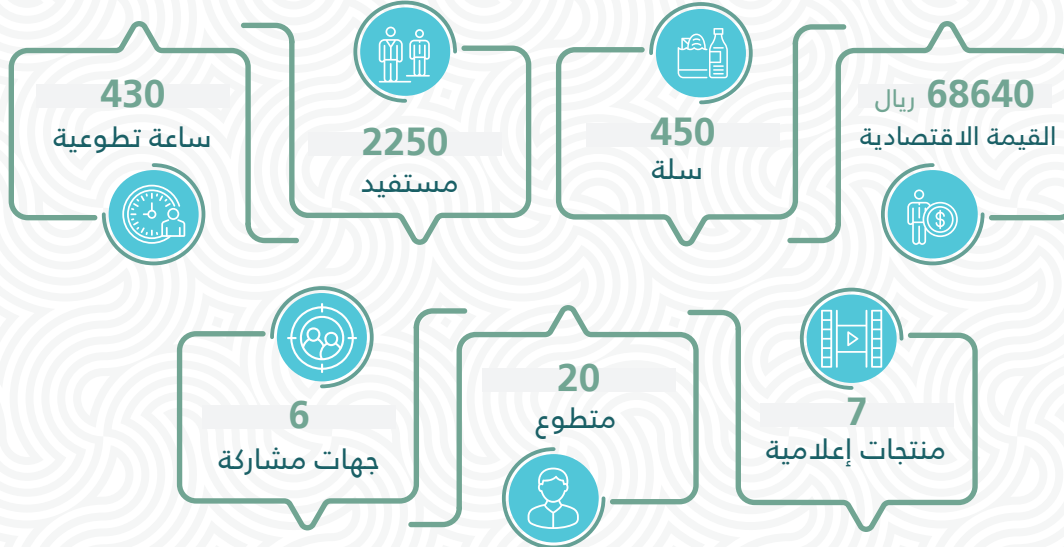 68640 ريال
القيمة الاقتصادية
450
سلة
2250
مستفيد
430
ساعة تطوعية
7
منتجات إعلامية
20
متطوع
6
جهات مشاركة